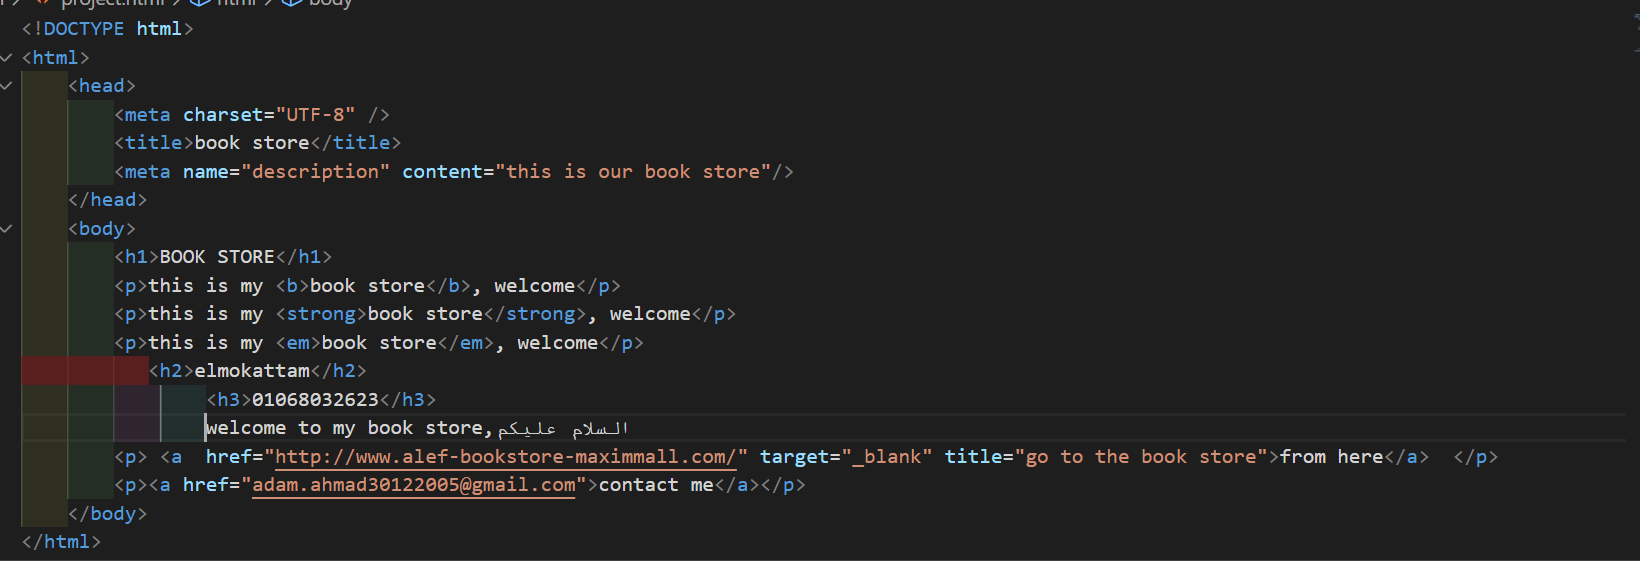 project.html > html > body
<!DOCTYPE html>
<html>
<head>
<meta charset="UTF-8" />
<title>book store</title>
<meta name="description" content="this is our book store"/>
</head>
<body>
<h1>BOOK STORE</h1>
<p>this is my <b>book store</b>, welcome</p>
<p>this is my <strong>book store</strong>, welcome</p>
<p>this is my <em>book store</em>, welcome</p>
<h2>elmokattam</h2>
<h3>01068032623</h3>
welcome to my book store,السلام عليكم
<p> <a  href="http://www.alef-bookstore-maximmall.com/" target="_blank" title="go to the book store">from here</a>  </p>
<p><a href="adam.ahmad30122005@gmail.com">contact me</a></p>
</body>
</html>